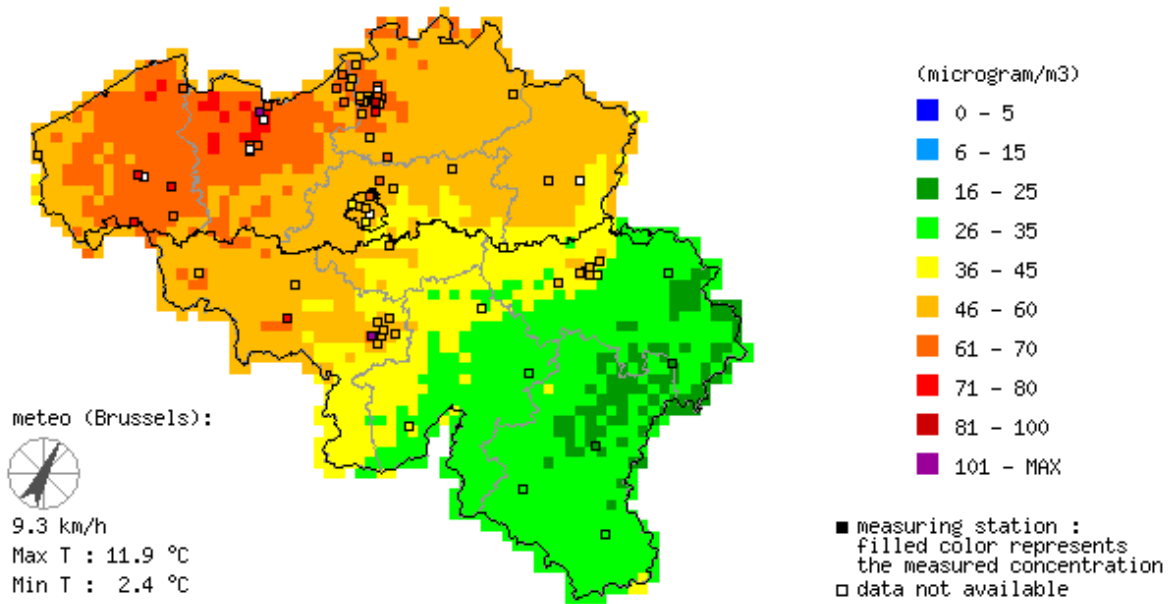 (microgram/m3)
0 - 5
6 - 15
16 - 25
26 - 35
36 - 45
46 - 60
61 - 70
71 - 80
81 - 100
101 - MAX
meteo (Brussels):
9.3 km/h
Max T : 11.9 °C
Min T : 2.4 °C
measuring station :
filled color represents
the measured concentration
data not available